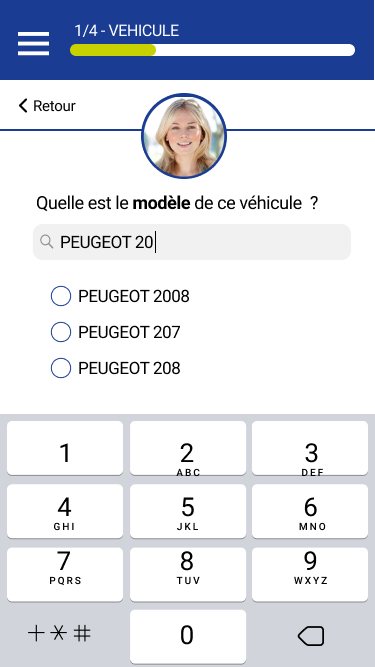 1/4 - VEHICULE
Retour
Quelle est le modèle de ce véhicule ?
PEUGEOT 20
PEUGEOT 2008
PEUGEOT 207
PEUGEOT 208
1
2
3
ABC
DEF
4
5
6
GHI
JKL
MNO
7
8
9
PQRS
TUV
WXYZ
+*#
0